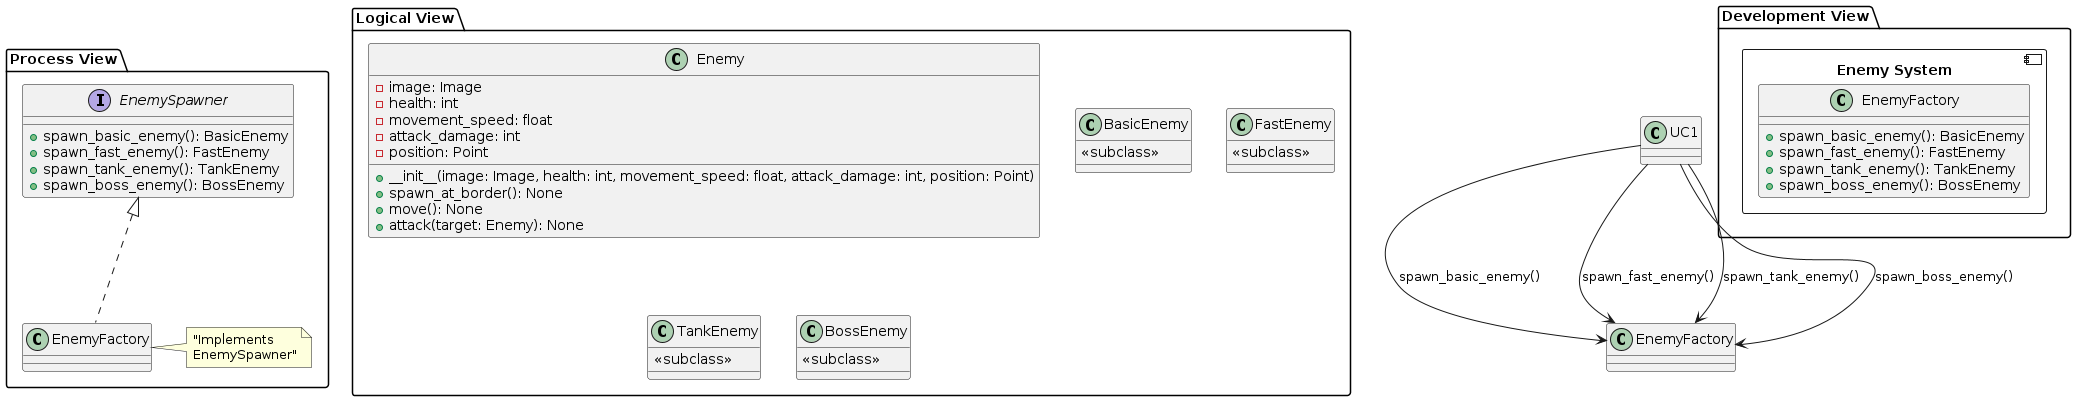 Process View
I EnemySpawner
spawn_basic_enemy(): BasicEnemy
spawn_fast_enemy(): FastEnemy
spawn_tank_enemy(): TankEnemy
spawn_boss_enemy(): BossEnemy
C EnemyFactory
"Implements
EnemySpawner"
Logical View
C Enemy
image: Image
health: int
movement_speed: float
attack_damage: int
position: Point
__init__(image: Image, health: int, movement_speed: float, attack_damage: int, position: Point)
spawn_at_border(): None
move(): None
attack(target: Enemy): None
C BasicEnemy
«subclass»
C FastEnemy
«subclass»
C TankEnemy
«subclass»
C BossEnemy
«subclass»
C UC1
spawn_basic_enemy()
spawn_fast_enemy()
spawn_tank_enemy()
spawn_boss_enemy()
C EnemyFactory
Development View
Enemy System
C EnemyFactory
spawn_basic_enemy(): BasicEnemy
spawn_fast_enemy(): FastEnemy
spawn_tank_enemy(): TankEnemy
spawn_boss_enemy(): BossEnemy